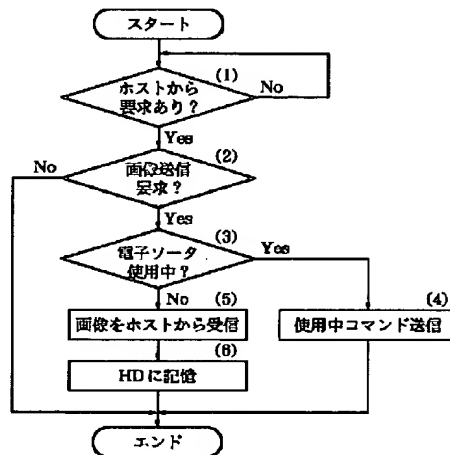 スタート
(1)
ホストから
要求あり?
No
Yes
(2)
No
画像送信
要求?
Yes
(3)
電子ソータ
使用中?
Yes
No
(5)
画像をホストから受信
(4)
使用中コマンド送信
(6)
HDに記憶
エンド